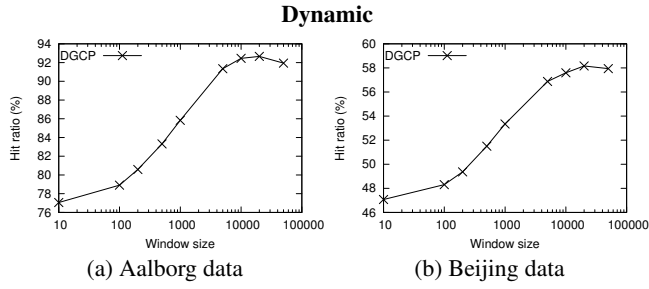 Dynamic
DGCP
94
92
90
88
86
84
82
80
78
76
Hit ratio (%)
10 100 1000 10000 100000
Window size
(a) Aalborg data
DGCP
60
58
56
54
52
50
48
46
Hit ratio (%)
10 100 1000 10000 100000
Window size
(b) Beijing data